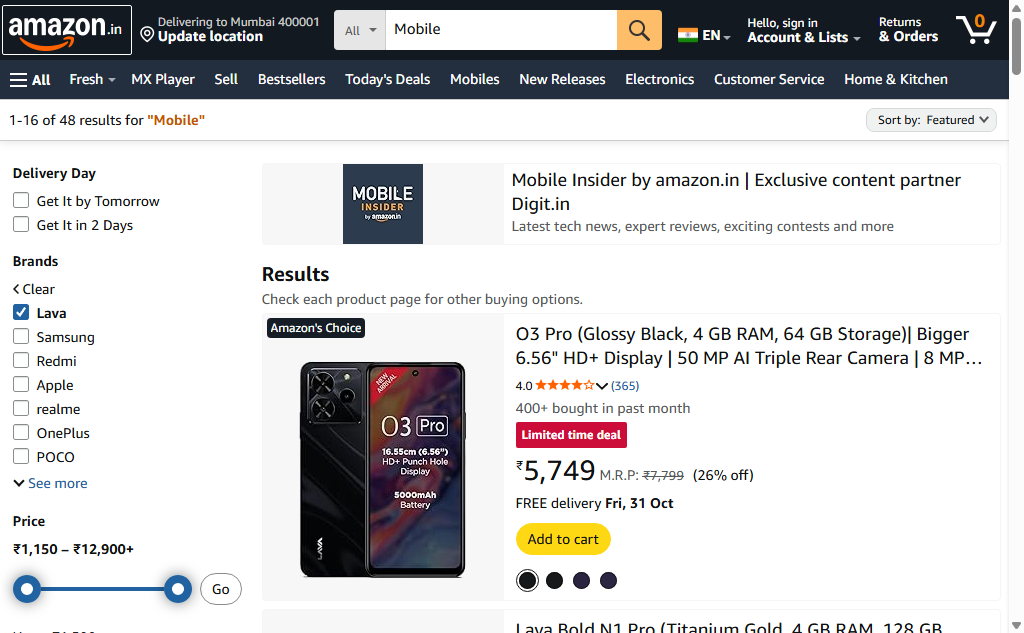 amazon.in
Delivering to Mumbai 400001
Update location
All
Mobile
EN
Hello, sign in
Account & Lists
Returns
& Orders
0
All
Fresh
MX Player
Sell
Bestsellers
Today's Deals
Mobiles
New Releases
Electronics
Customer Service
Home & Kitchen
1-16 of 48 results for "Mobile"
Sort by: Featured
Delivery Day
Get It by Tomorrow
Get It in 2 Days
Brands
Clear
Lava
Samsung
Redmi
Apple
realme
OnePlus
POCO
See more
Price
₹1,150 – ₹12,900+
Go
MOBILE
INSIDER
by amazon.in
Mobile Insider by amazon.in | Exclusive content partner
Digit.in
Latest tech news, expert reviews, exciting contests and more
Results
Check each product page for other buying options.
Amazon's Choice
NEW
ARRIVAL
O3 Pro
16.55cm (6.56")
HD+ Punch Hole
Display
5000mAh
Battery
LAVA
O3 Pro (Glossy Black, 4 GB RAM, 64 GB Storage)| Bigger
6.56" HD+ Display | 50 MP AI Triple Rear Camera | 8 MP…
4.0 (365)
400+ bought in past month
Limited time deal
₹5,749 M.R.P: ₹7,799 (26% off)
FREE delivery Fri, 31 Oct
Add to cart
Lava Bold N1 Pro (Titanium Gold, 4 GB RAM, 128 GB